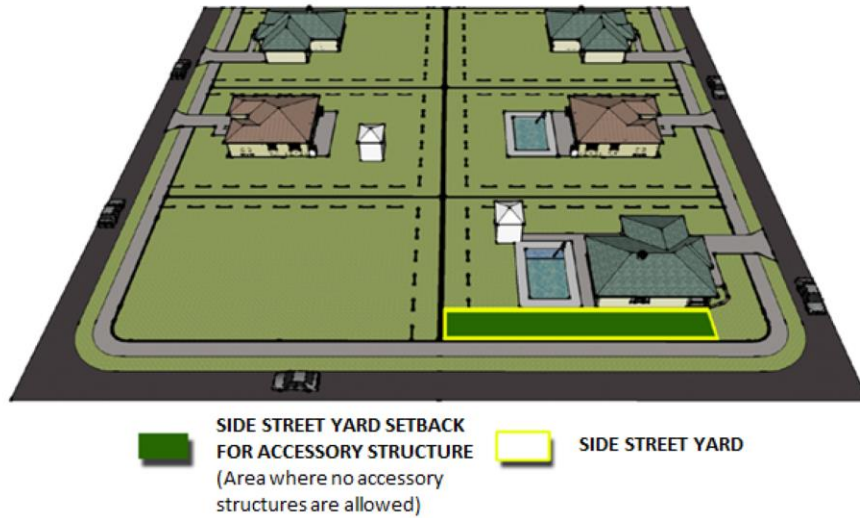 SIDE STREET YARD SETBACK
FOR ACCESSORY STRUCTURE
(Area where no accessory
structures are allowed)
SIDE STREET YARD